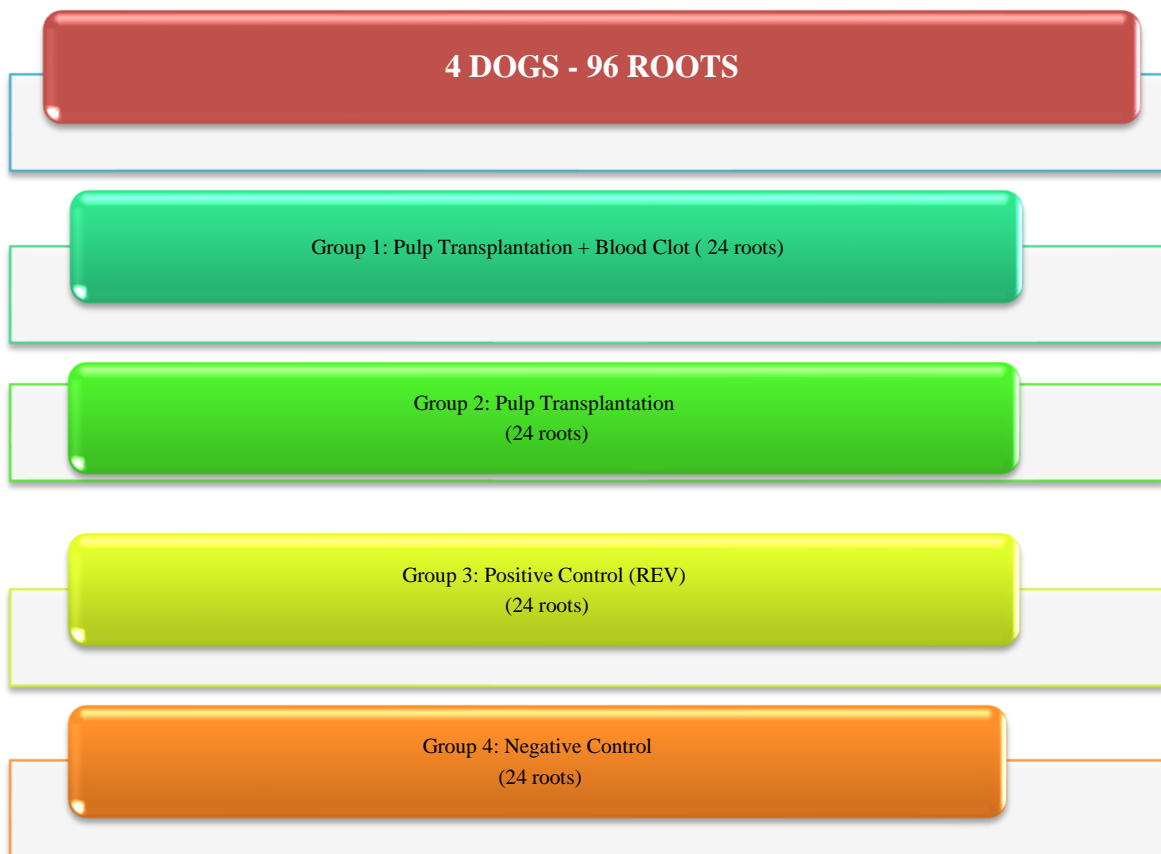 4 DOGS - 96 ROOTS
Group 1: Pulp Transplantation + Blood Clot ( 24 roots)
Group 2: Pulp Transplantation
(24 roots)
Group 3: Positive Control (REV)
(24 roots)
Group 4: Negative Control
(24 roots)